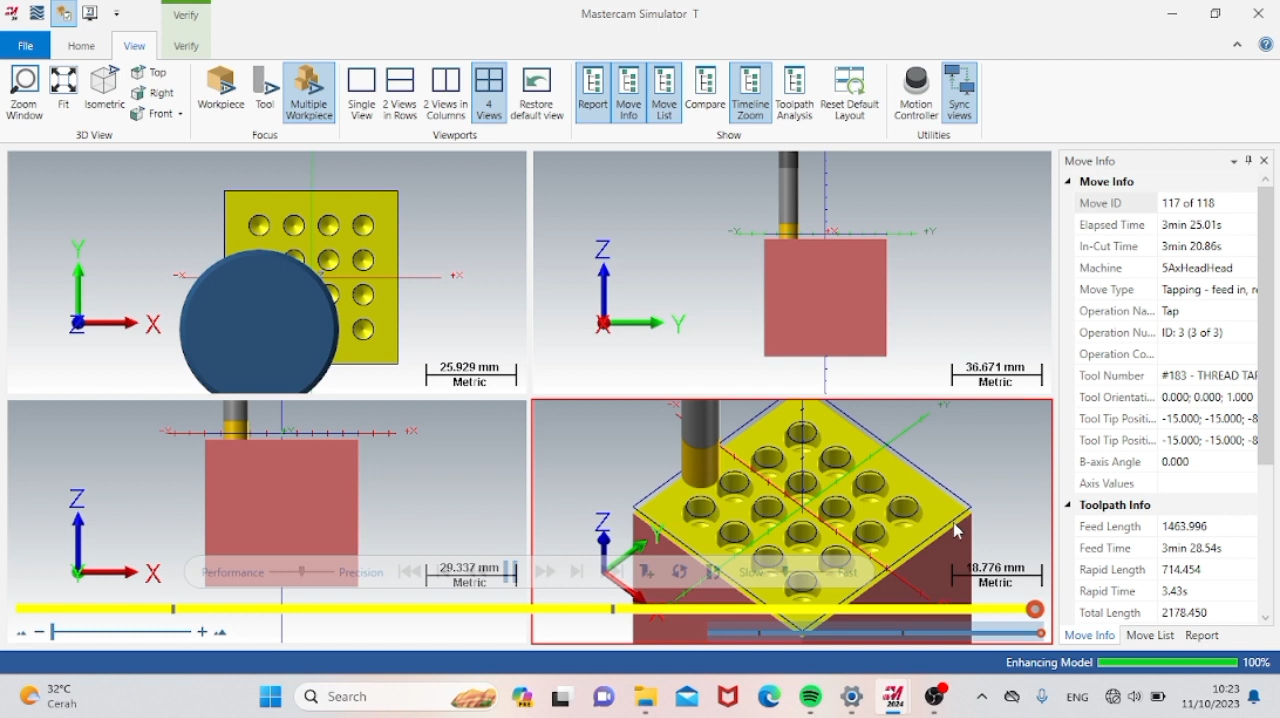 Verify
Mastercam Simulator T
File
Home
View
Verify
Zoom Window
Fit
Isometric
Top
Right
Front
3D View
Workpiece
Tool
Multiple Workpiece
Focus
Single View
2 Views in Rows
2 Views in Columns
4 Views
Restore default view
Viewports
Report
Move Info
Move List
Compare
Timeline Zoom
Toolpath Analysis
Reset Default Layout
Show
Motion Controller
Sync views
Utilities
Y
X
Z
-X
+X
25.929 mm
Metric
Z
Y
X
-Y
+X
+Y
36.671 mm
Metric
-X
+Y
+X
Z
X
Y
29.337 mm
Metric
-X
+Y
Z
Y
X
18.776 mm
Metric
Performance
Precision
Slow
Fast
Move Info
Move Info
Move ID 117 of 118
Elapsed Time 3min 25.01s
In-Cut Time 3min 20.86s
Machine 5AxHeadHead
Move Type Tapping - feed in, re
Operation Na... Tap
Operation Nu... ID: 3 (3 of 3)
Operation Co...
Tool Number #183 - THREAD TAP
Tool Orientati... 0.000; 0.000; 1.000
Tool Tip Positi... -15.000; -15.000; -8
Tool Tip Positi... -15.000; -15.000; -8
B-axis Angle 0.000
Axis Values
Toolpath Info
Feed Length 1463.996
Feed Time 3min 28.54s
Rapid Length 714.454
Rapid Time 3.43s
Total Length 2178.450
Move Info Move List Report
Enhancing Model 100%
32°C
Cerah
Search
PRE
2024
ENG
10:23
11/10/2023